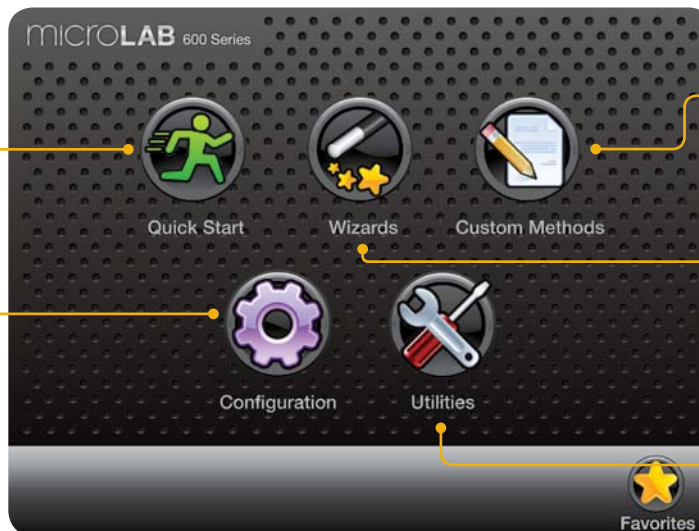 microLAB 600 Series
Quick Start
Wizards
Custom Methods
Configuration
Utilities
Favorites